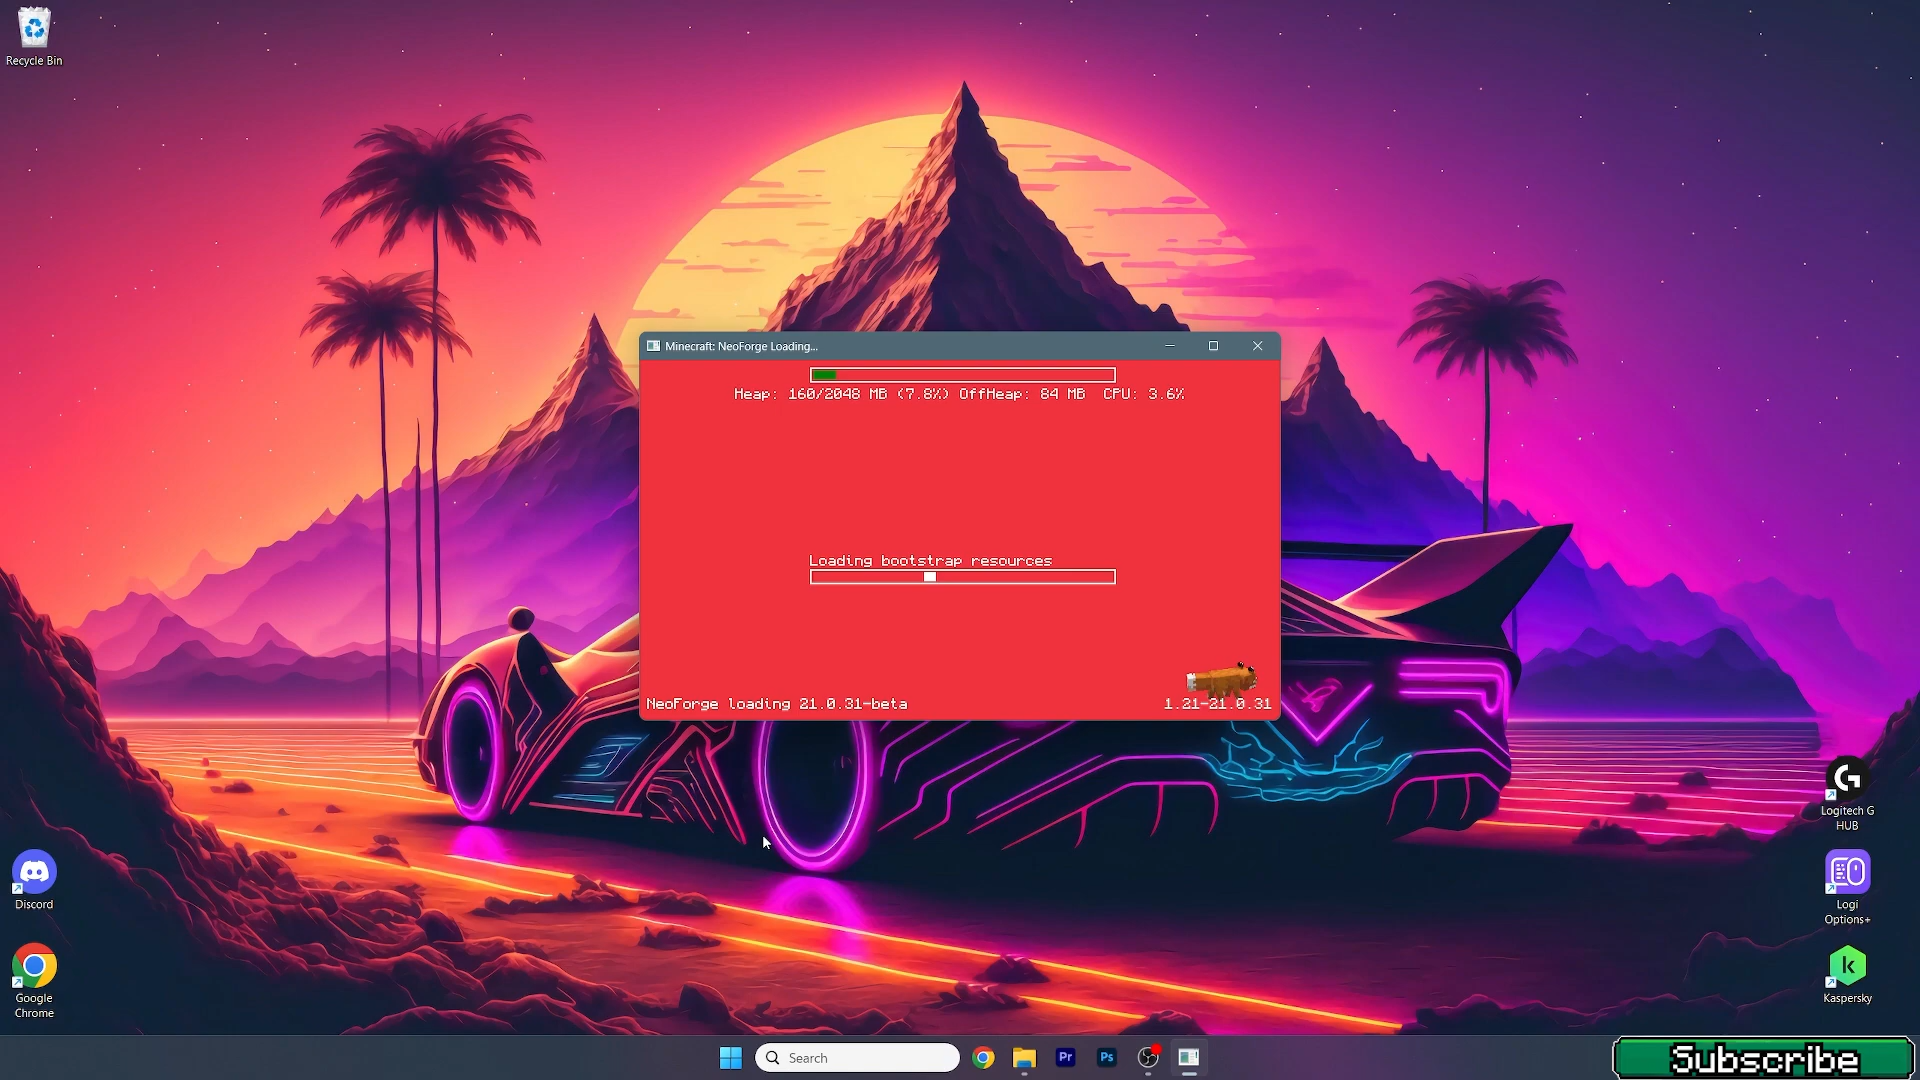 Recycle Bin
Minecraft: NeoForge Loading...
Heap: 160/2048 MB (7.8%) OffHeap: 84 MB CPU: 3.6%
Loading bootstrap resources
NeoForge loading 21.0.31-beta
1.21-21.0.31
Logitech G
HUB
Discord
Logi
Options+
Google
Chrome
Kaspersky
Search
Pr
Ps
Subscribe